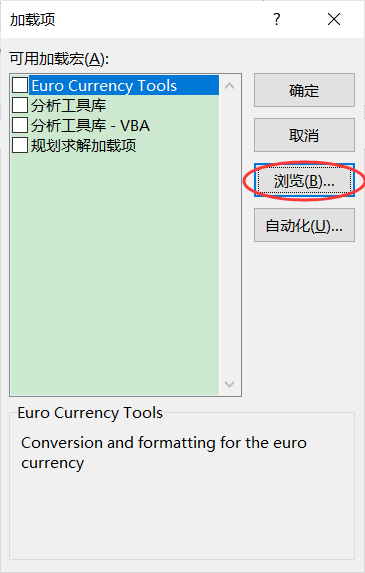 加载项
?
可用加载宏(A):
Euro Currency Tools
分析工具库
分析工具库 - VBA
规划求解加载项
确定
取消
浏览(B)...
自动化(U)...
Euro Currency Tools
Conversion and formatting for the euro
currency